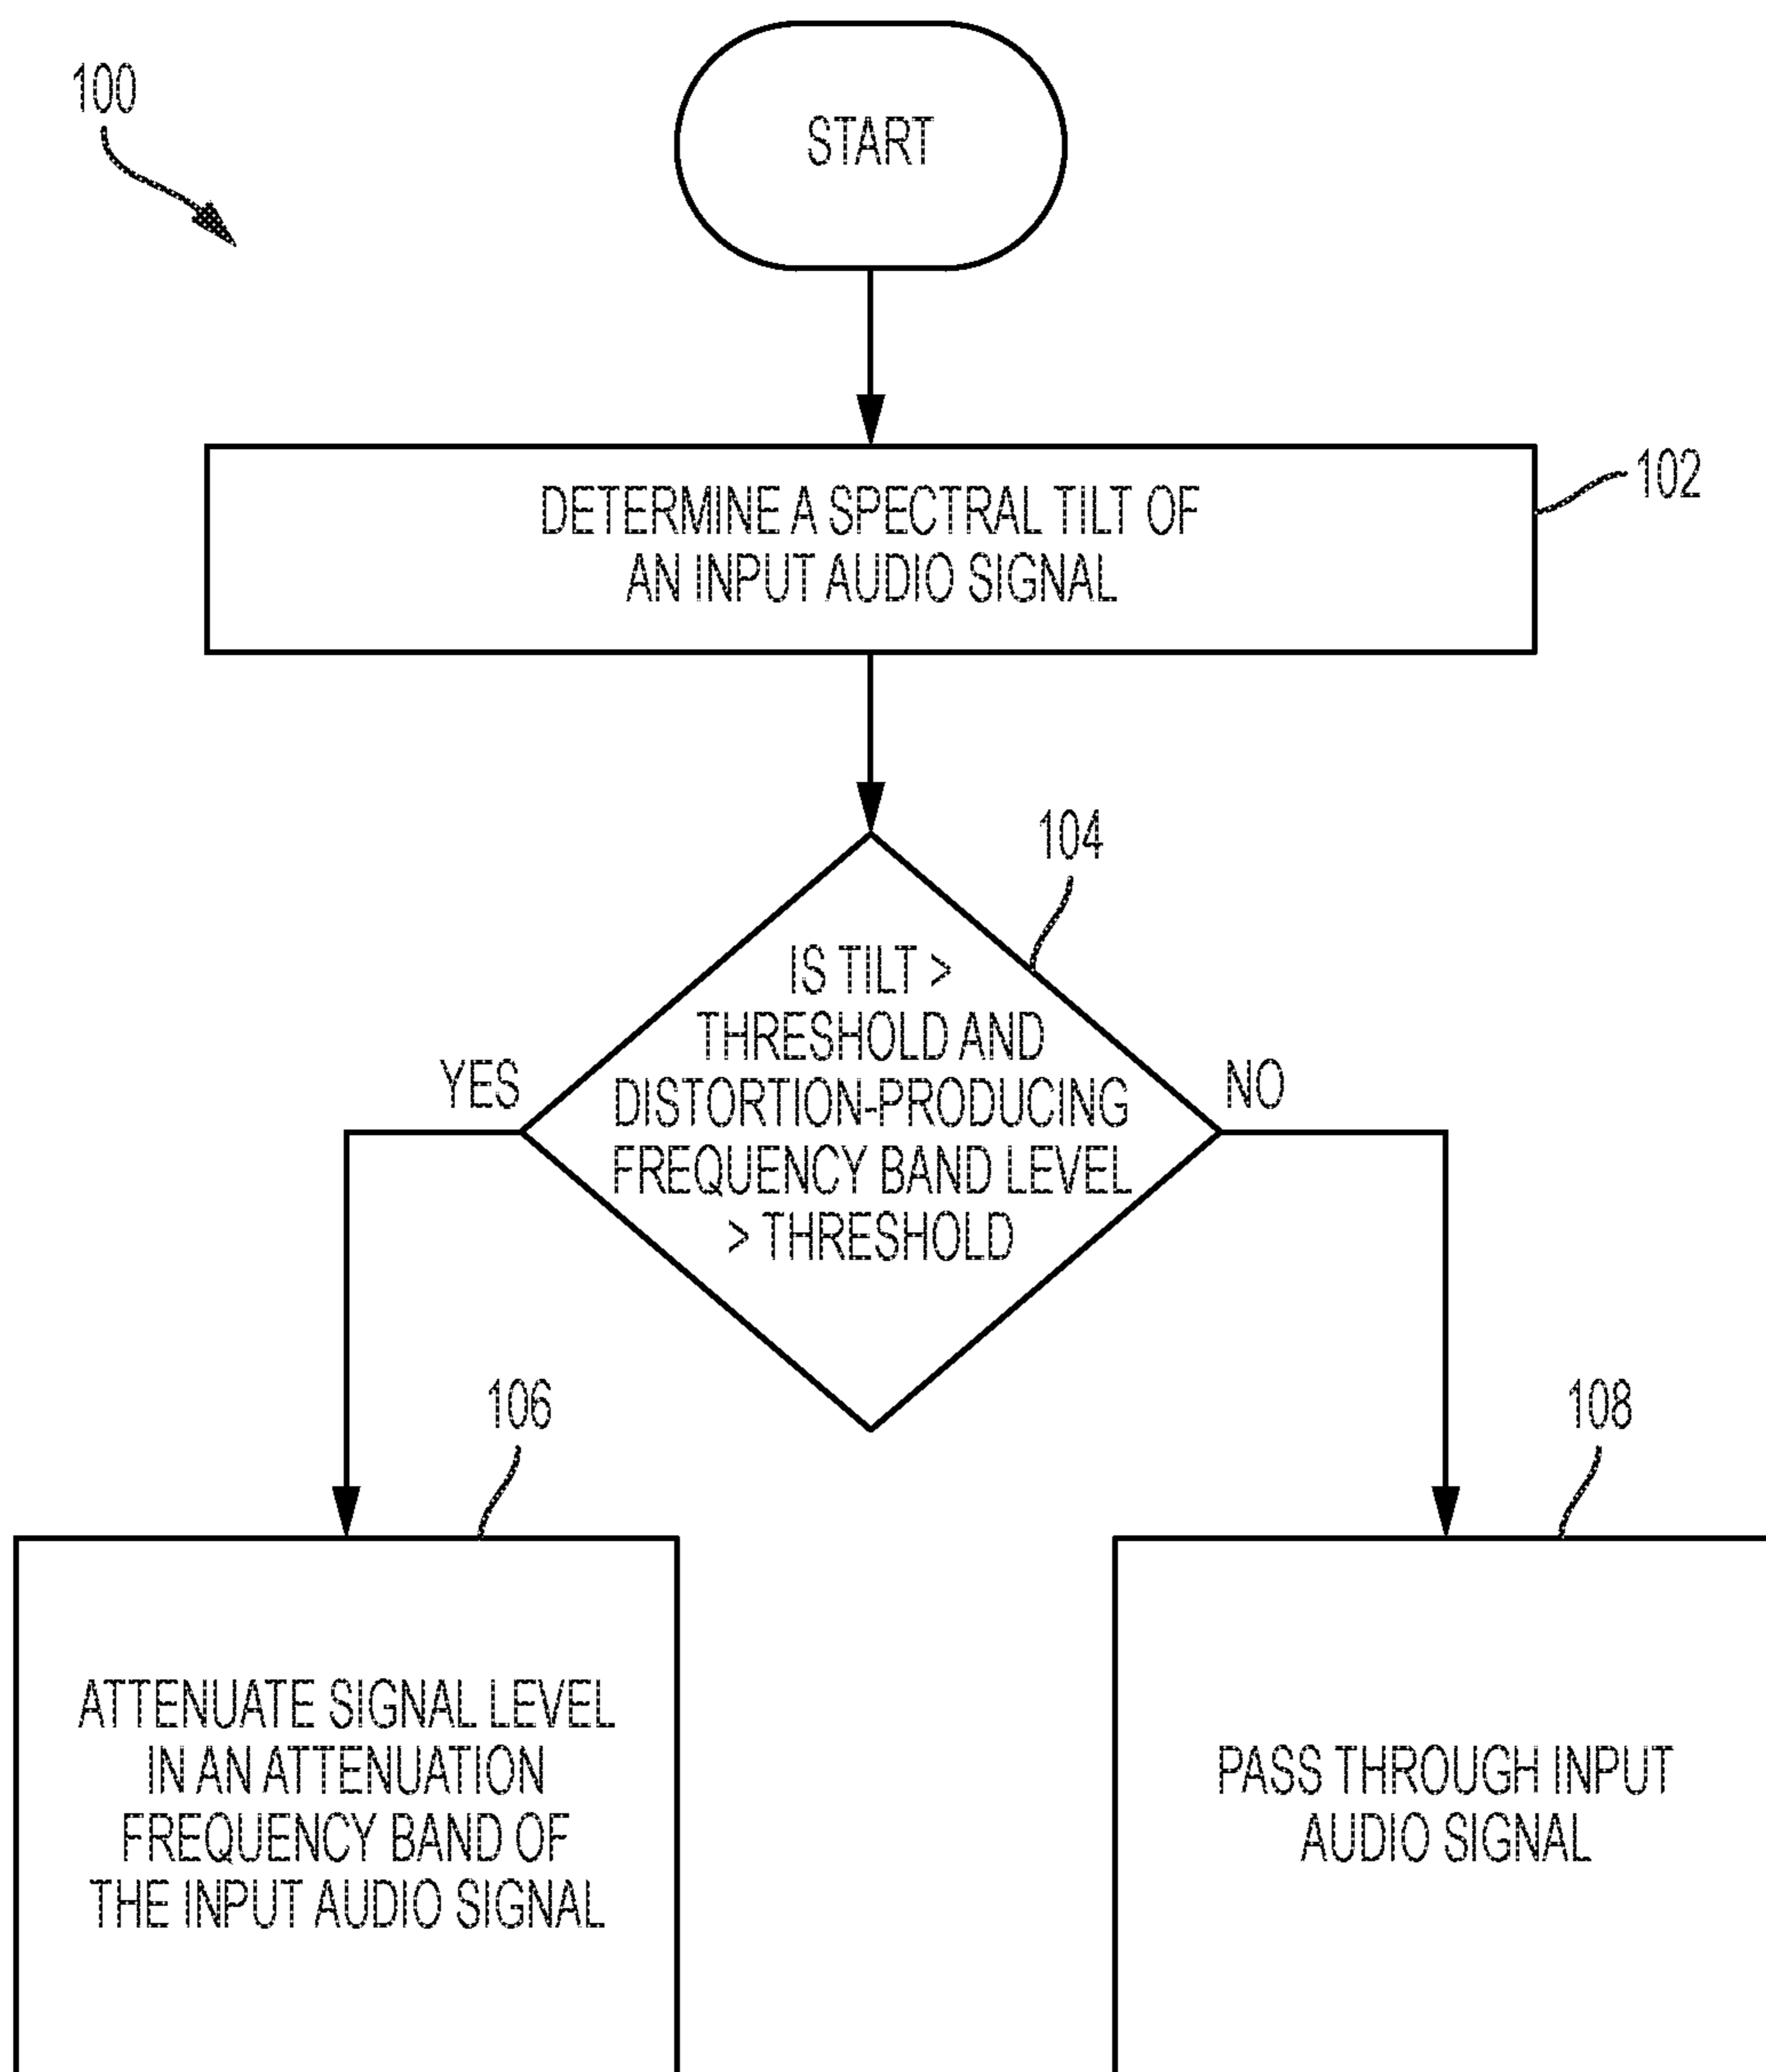 100
START
DETERMINE A SPECTRAL TILT OF
AN INPUT AUDIO SIGNAL
102
104
IS TILT >
THRESHOLD AND
DISTORTION-PRODUCING
FREQUENCY BAND LEVEL
> THRESHOLD
YES
NO
106
ATTENUATE SIGNAL LEVEL
IN AN ATTENUATION
FREQUENCY BAND OF
THE INPUT AUDIO SIGNAL
108
PASS THROUGH INPUT
AUDIO SIGNAL